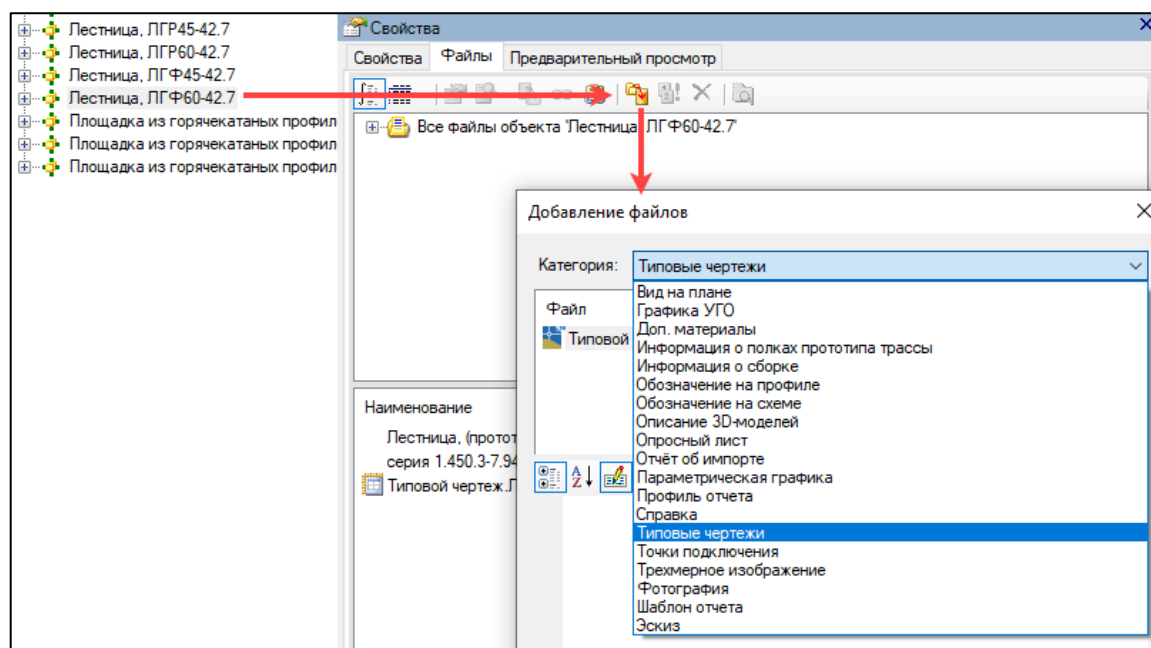 Лестница, ЛГР45-42.7
Лестница, ЛГР60-42.7
Лестница, ЛГФ45-42.7
Лестница, ЛГФ60-42.7
Площадка из горячекатаных профил
Площадка из горячекатаных профил
Площадка из горячекатаных профил
Свойства
Свойства Файлы Предварительный просмотр
Все файлы объекта "Лестница, ЛГФ60-42.7"
Наименование
Лестница, (протот
серия 1.450.3-7.94
Типовой чертеж.Л
Добавление файлов
Категория: Типовые чертежи
Файл
Типовой
Вид на плане
Графика УГО
Доп. материалы
Информация о полках прототипа трассы
Информация о сборке
Обозначение на профиле
Обозначение на схеме
Описание 3D-моделей
Опросный лист
Отчёт об импорте
Параметрическая графика
Профиль отчета
Справка
Типовые чертежи
Точки подключения
Трехмерное изображение
Фотография
Шаблон отчета
Эскиз